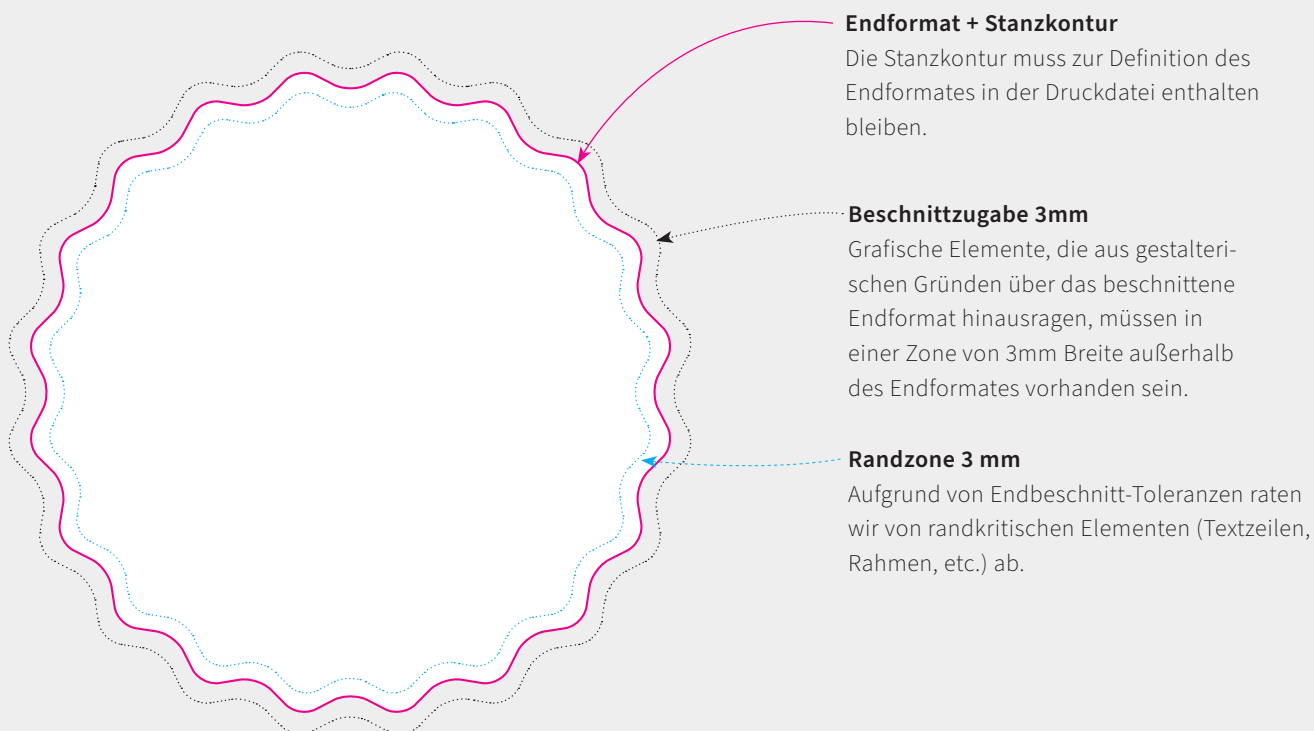 Endformat + Stanzkontur
Die Stanzkontur muss zur Definition des
Endformates in der Druckdatei enthalten
bleiben.
Beschnittzugabe 3mm
Grafische Elemente, die aus gestalteri-
schen Gründen über das beschnittene
Endformat hinausragen, müssen in
einer Zone von 3mm Breite außerhalb
des Endformates vorhanden sein.
Randzone 3 mm
Aufgrund von Endbeschnitt-Toleranzen raten
wir von randkritischen Elementen (Textzeilen,
Rahmen, etc.) ab.